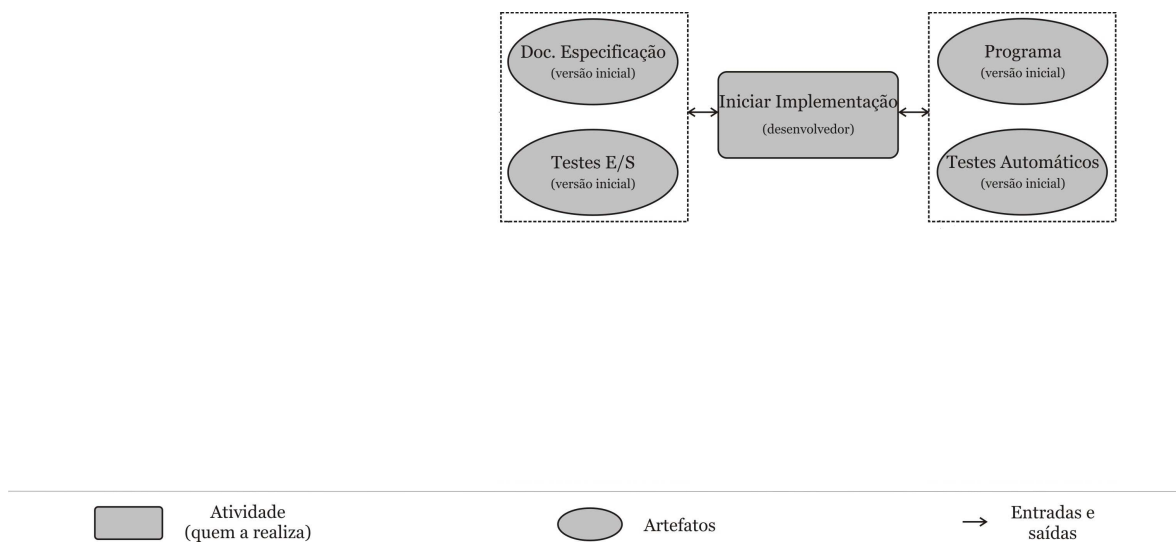 Doc. Especificação
(versão inicial)
Testes E/S
(versão inicial)
Iniciar Implementação
(desenvolvedor)
Programa
(versão inicial)
Testes Automáticos
(versão inicial)
Atividade
(quem a realiza)
Artefatos
Entradas e
saídas